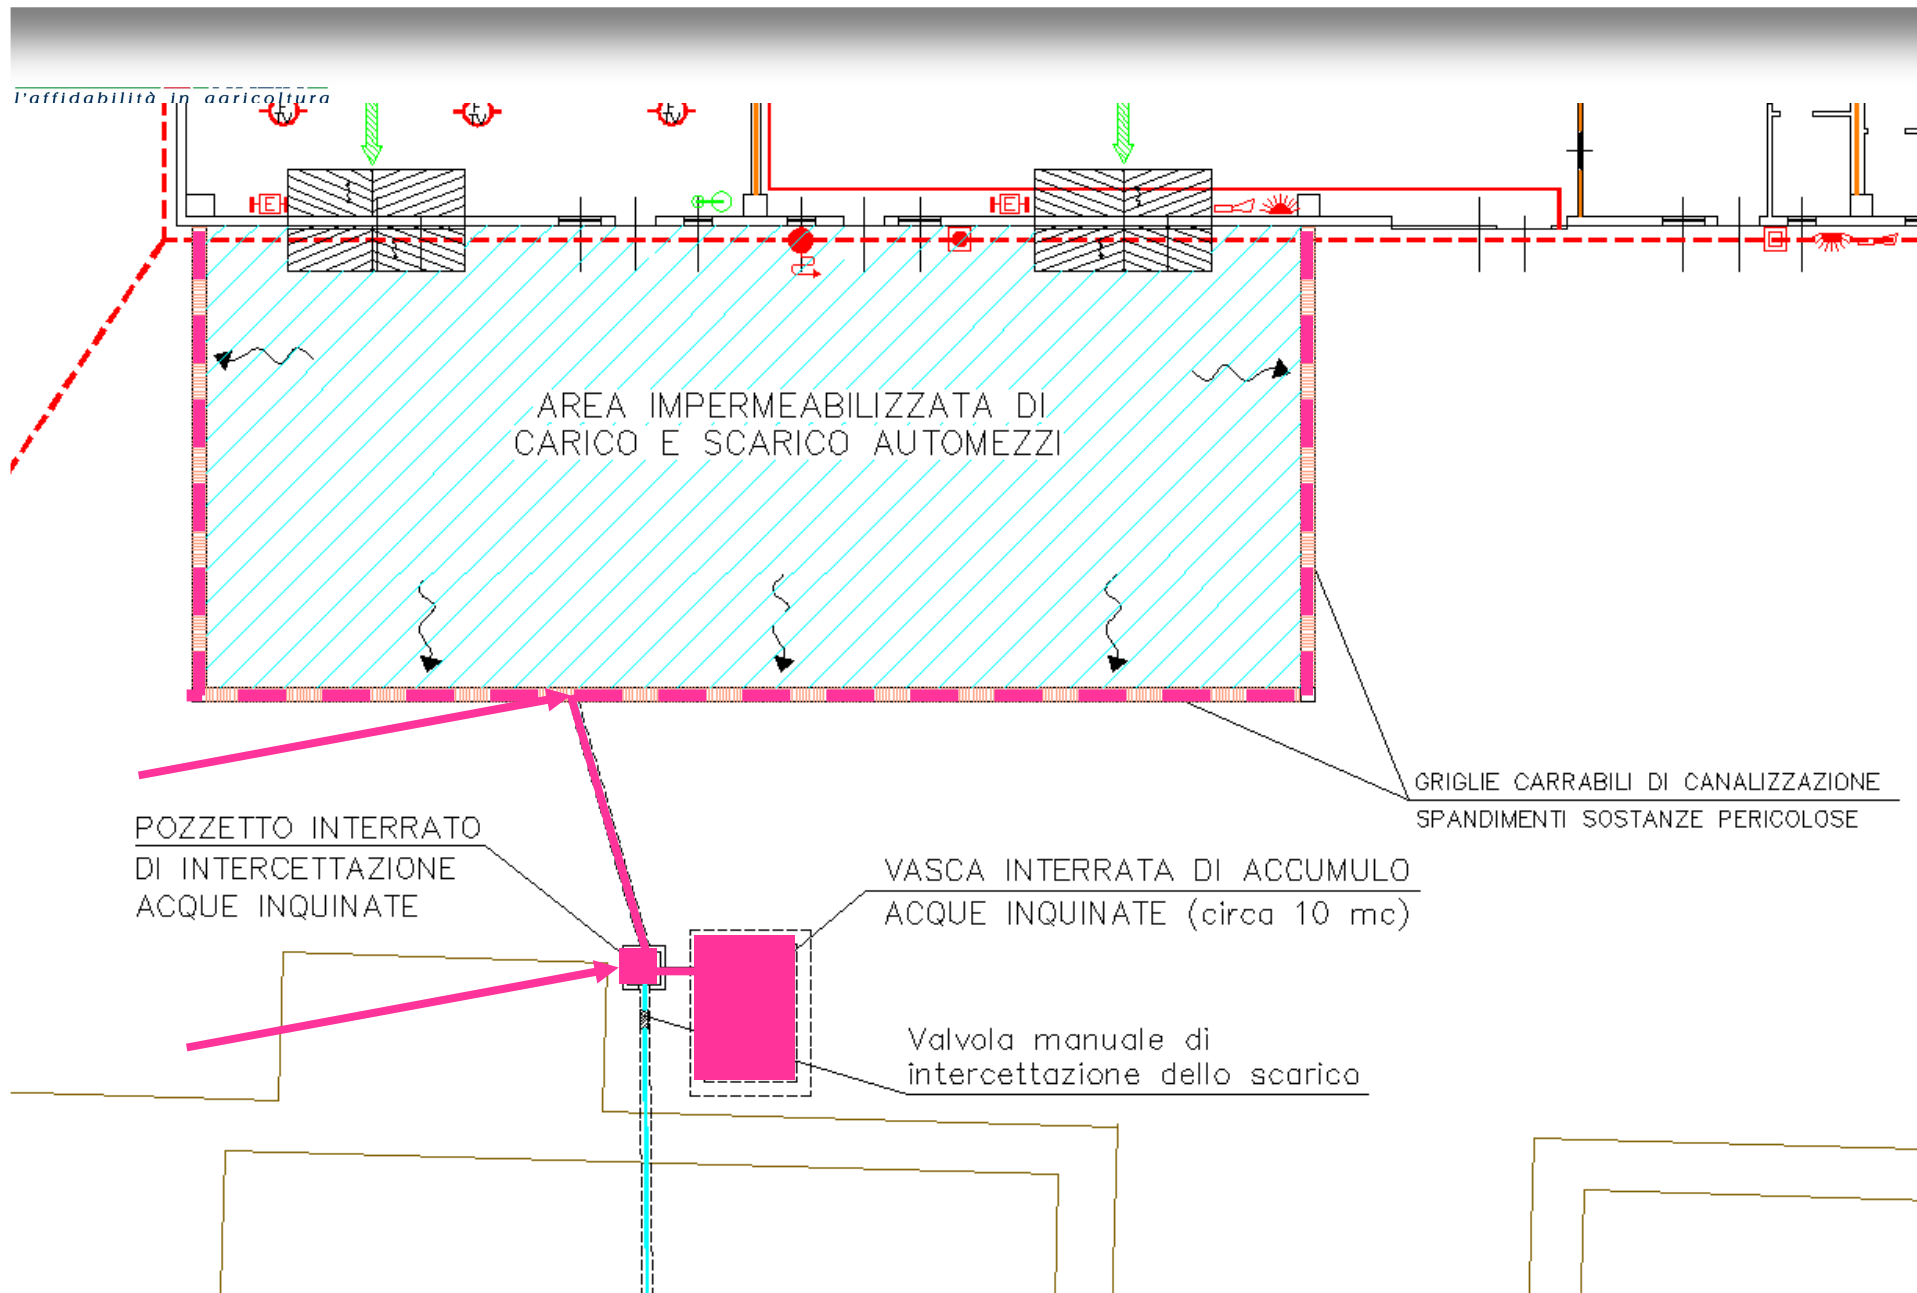 l'affidabilità in agricoltura
E
E
AREA IMPERMEABILIZZATA DI
CARICO E SCARICO AUTOMEZZI
GRIGLIE CARRABILI DI CANALIZZAZIONE
SPANDIMENTI SOSTANZE PERICOLOSE
POZZETTO INTERRATO
DI INTERCETTAZIONE
ACQUE INQUINATE
VASCA INTERRATA DI ACCUMULO
ACQUE INQUINATE (circa 10 mc)
Valvola manuale di
intercettazione dello scarico